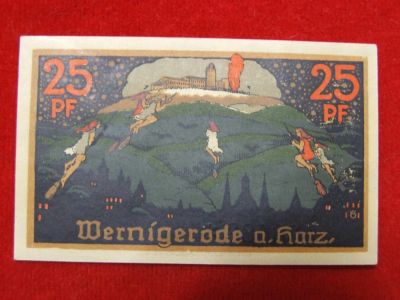 25 PF
25 PF
Wernigerode a. Harz.